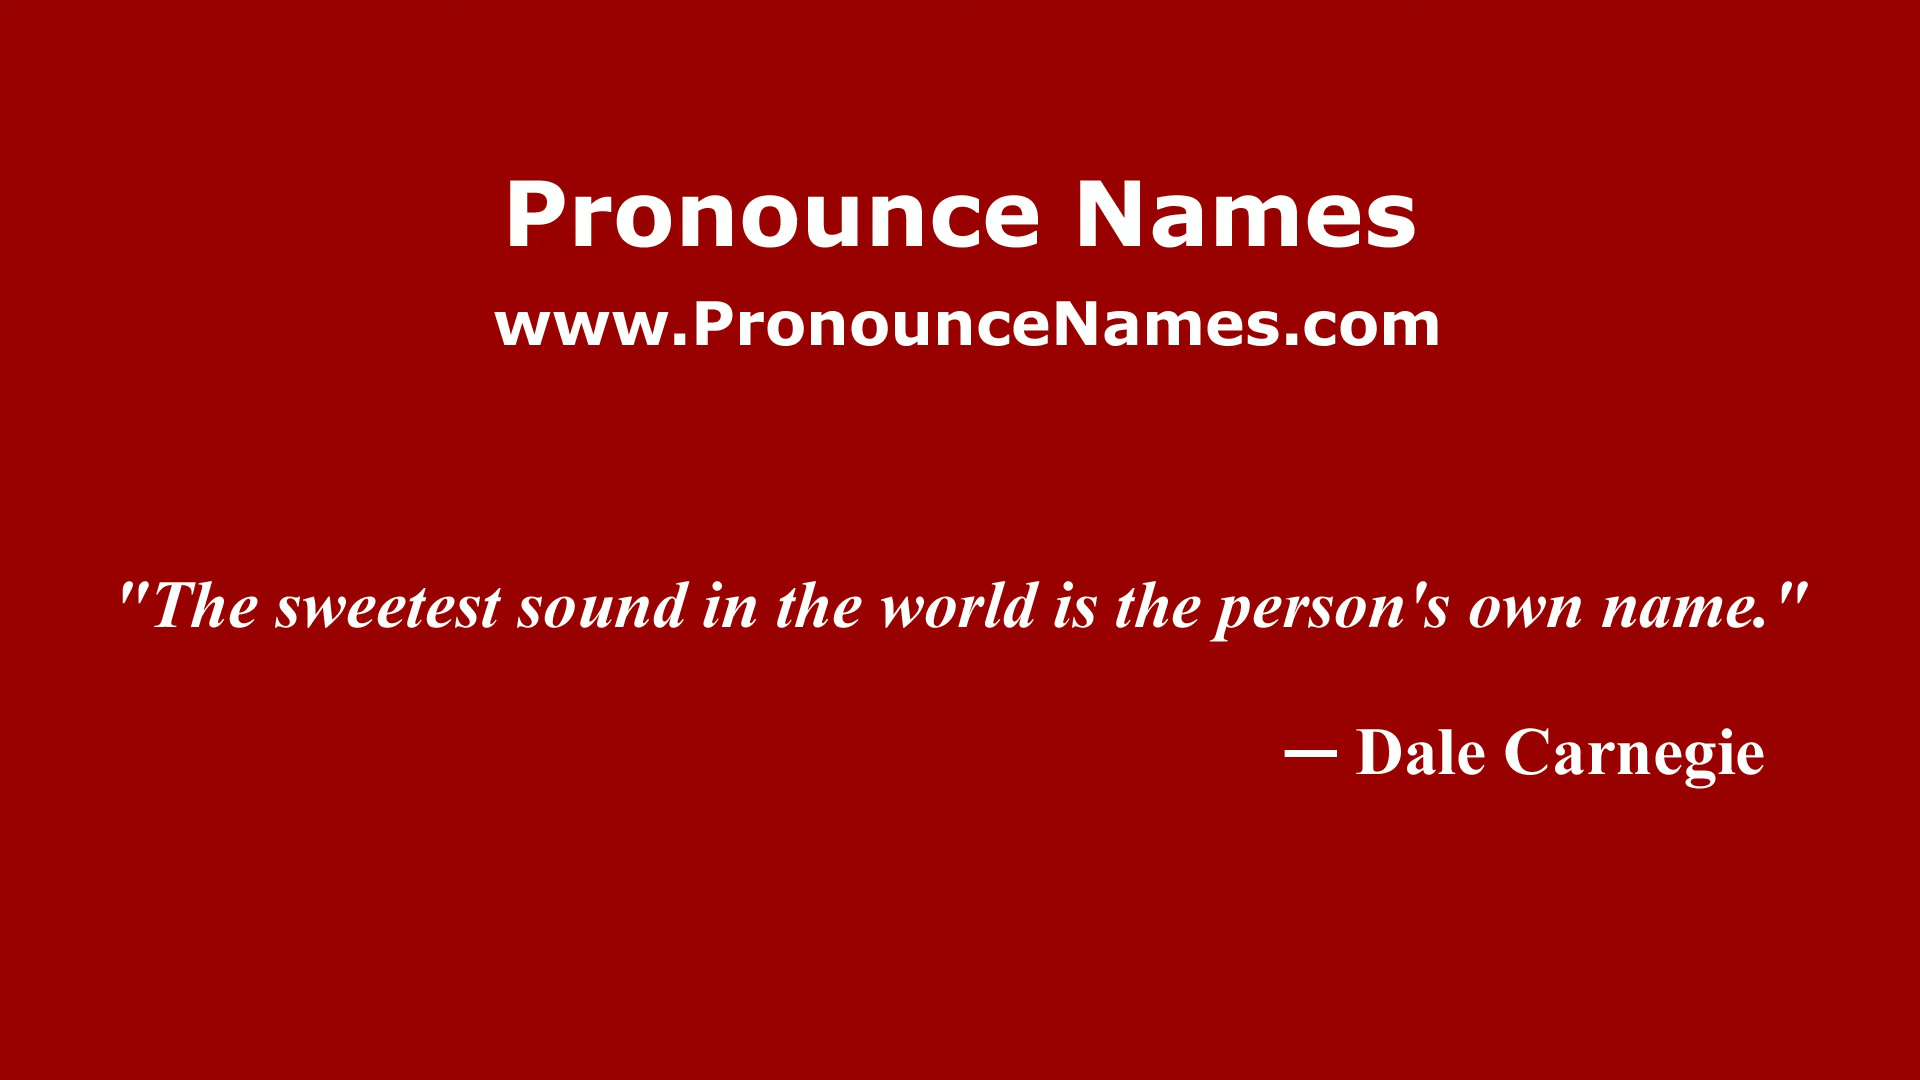 Pronounce Names
www.PronounceNames.com
"The sweetest sound in the world is the person's own name."
— Dale Carnegie